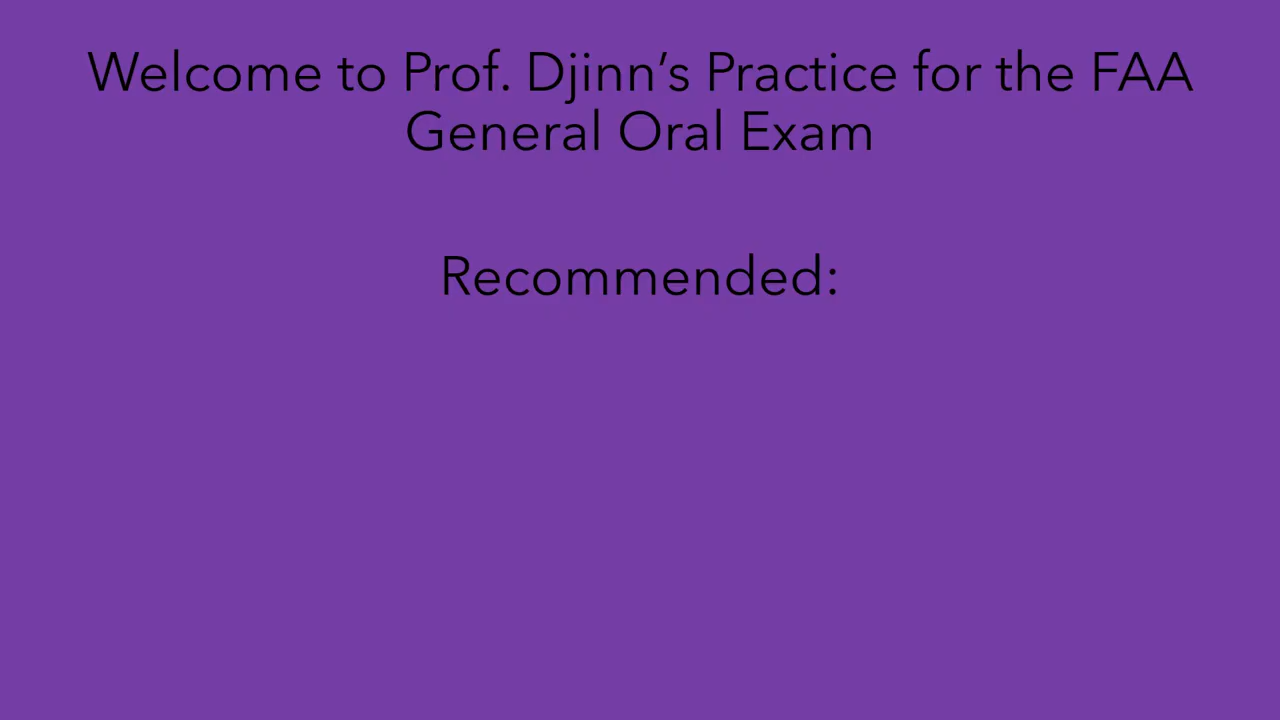 Welcome to Prof. Djinn’s Practice for the FAA
General Oral Exam
Recommended: